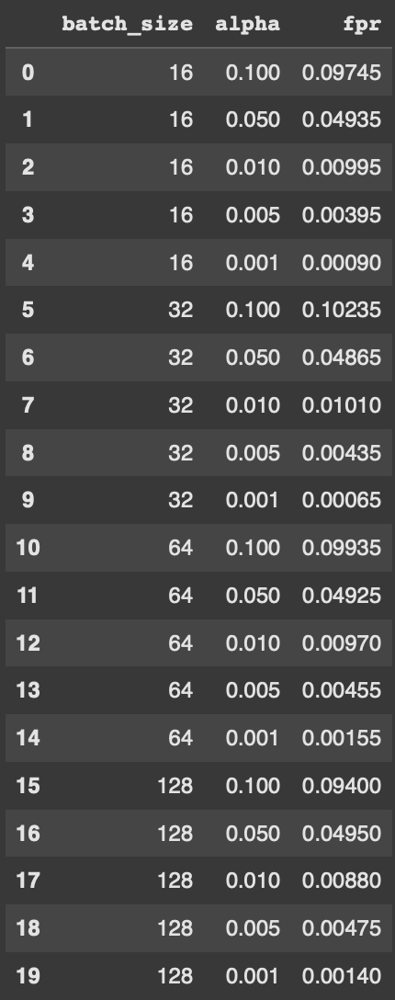 batch_size alpha fpr
0 16 0.100 0.09745
1 16 0.050 0.04935
2 16 0.010 0.00995
3 16 0.005 0.00395
4 16 0.001 0.00090
5 32 0.100 0.10235
6 32 0.050 0.04865
7 32 0.010 0.01010
8 32 0.005 0.00435
9 32 0.001 0.00065
10 64 0.100 0.09935
11 64 0.050 0.04925
12 64 0.010 0.00970
13 64 0.005 0.00455
14 64 0.001 0.00155
15 128 0.100 0.09400
16 128 0.050 0.04950
17 128 0.010 0.00880
18 128 0.005 0.00475
19 128 0.001 0.00140